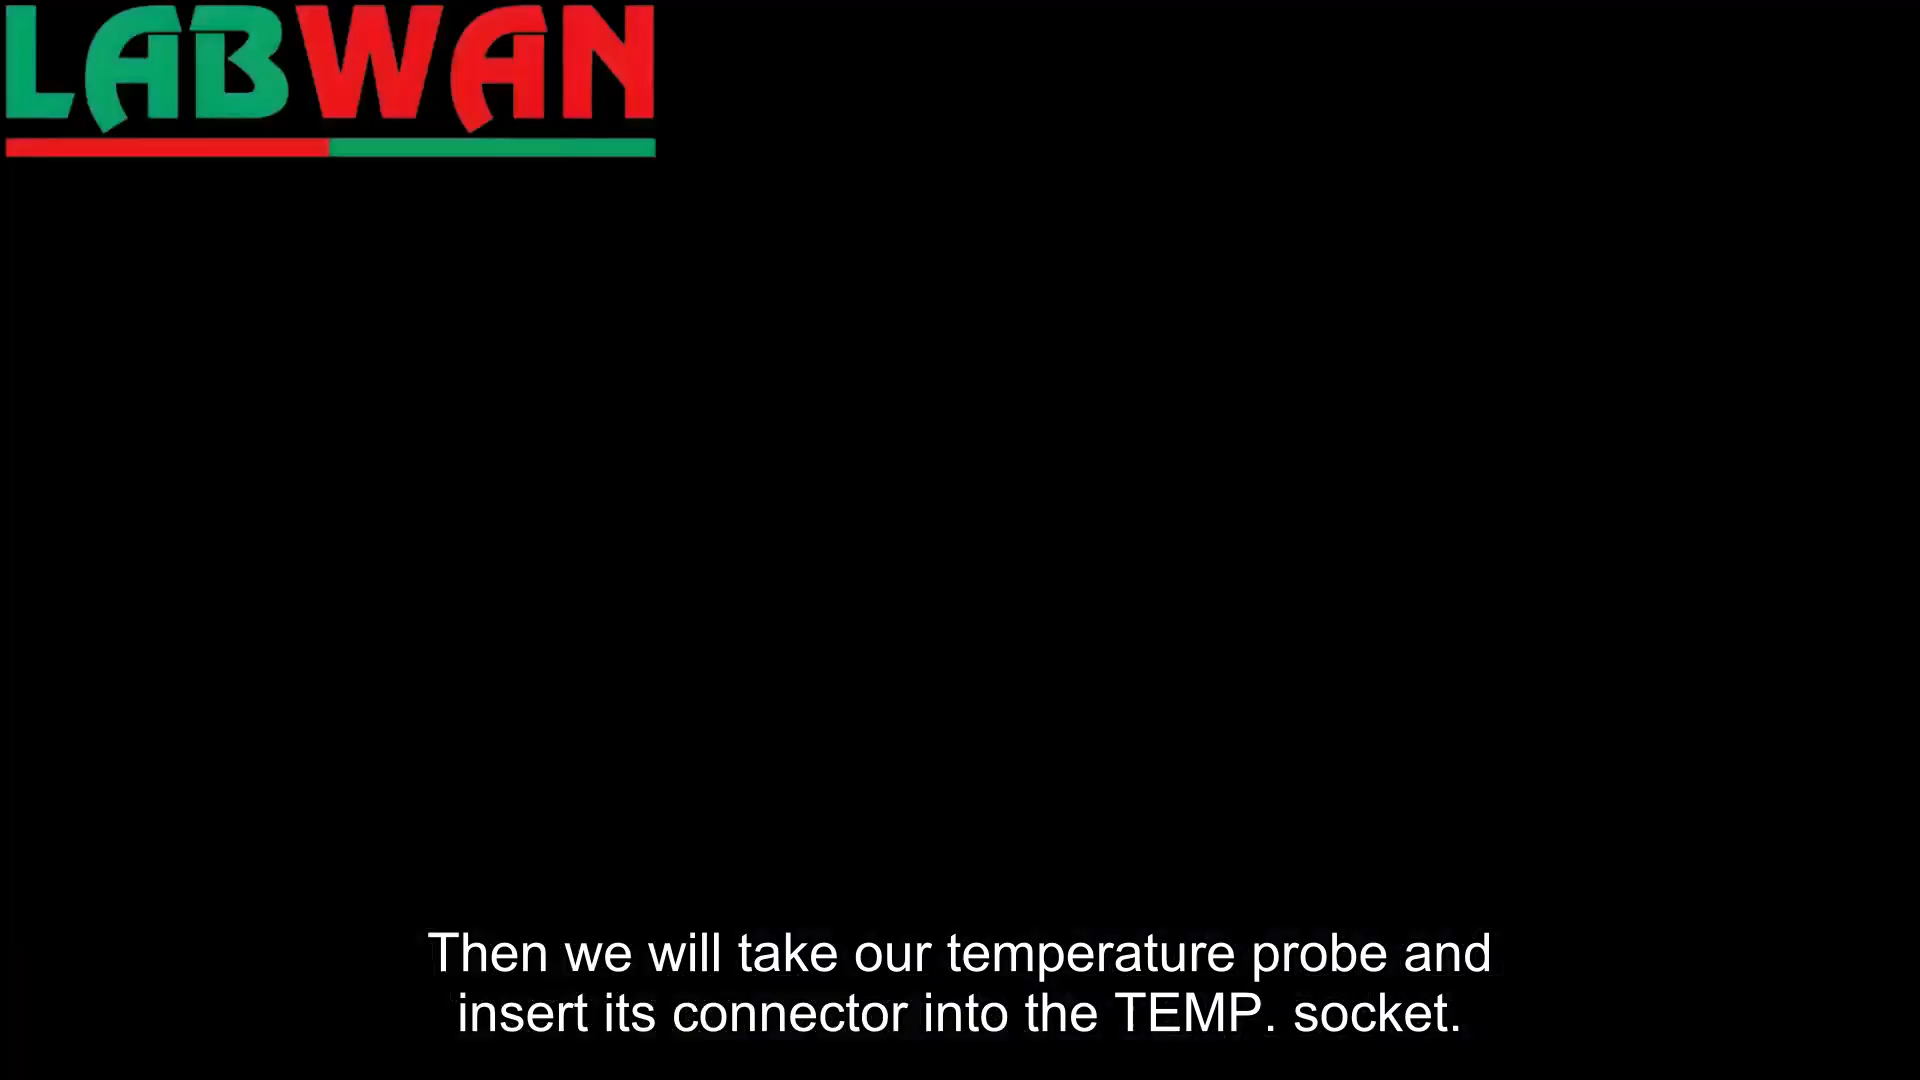 LABWAN
Then we will take our temperature probe and
insert its connector into the TEMP. socket.